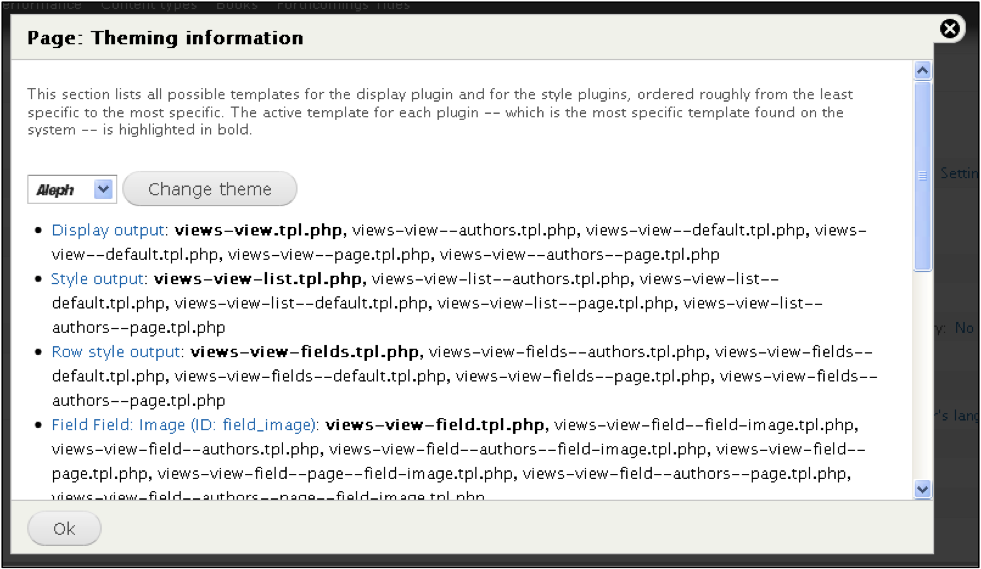 erformance Content types Books Forthcomings Titles
Page: Theming information
This section lists all possible templates for the display plugin and for the style plugins, ordered roughly from the least
specific to the most specific. The active template for each plugin -- which is the most specific template found on the
system -- is highlighted in bold.
Settin
Aleph Change theme
• Display output: views-view.tpl.php, views-view--authors.tpl.php, views-view--default.tpl.php, views-
view--default.tpl.php, views-view--page.tpl.php, views-view--authors--page.tpl.php
• Style output: views-view-list.tpl.php, views-view-list--authors.tpl.php, views-view-list--
default.tpl.php, views-view-list--default.tpl.php, views-view-list--page.tpl.php, views-view-list--
authors--page.tpl.php
y: No
• Row style output: views-view-fields.tpl.php, views-view-fields--authors.tpl.php, views-view-fields--
default.tpl.php, views-view-fields--default.tpl.php, views-view-fields--page.tpl.php, views-view-fields--
authors--page.tpl.php
r's lang
• Field Field: Image (ID: field_image): views-view-field.tpl.php, views-view-field--field-image.tpl.php,
views-view-field--authors.tpl.php, views-view-field--authors--field-image.tpl.php, views-view-field--
page.tpl.php, views-view-field--page--field-image.tpl.php, views-view-field--authors--page.tpl.php,
views-view-field--authors--page--field-image.tpl.php
Ok